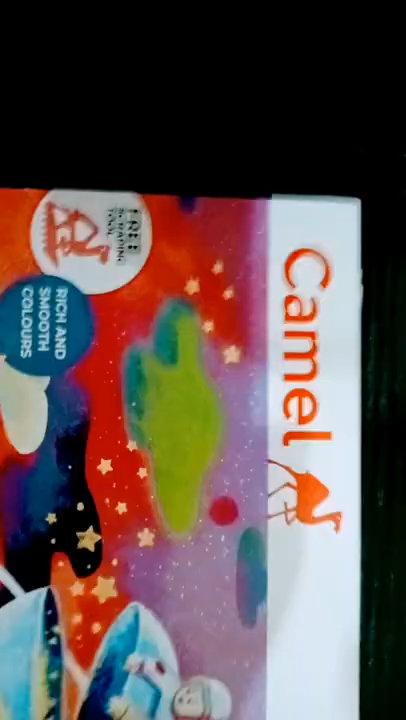 Camel
FREE
SCRAPING
TOOL
RICH AND
SMOOTH
COLOURS